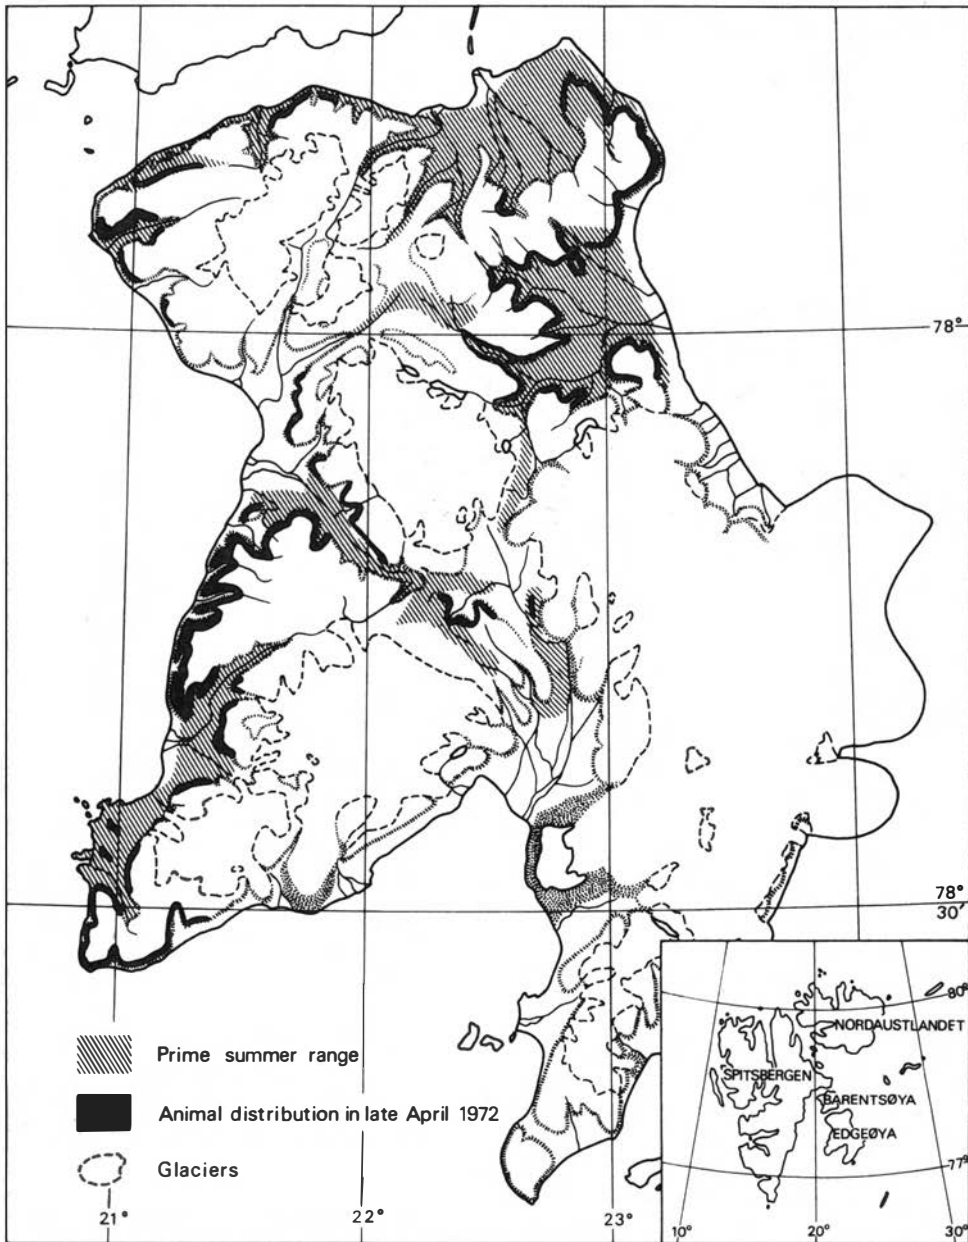 78°
78°
30'
Prime summer range
Animal distribution in late April 1972
Glaciers
21°
22°
23°
80°
NORDAUSTLANDET
SPITSBERGEN
BARENTSØYA
EDGEØYA
77°
10°
20°
30°